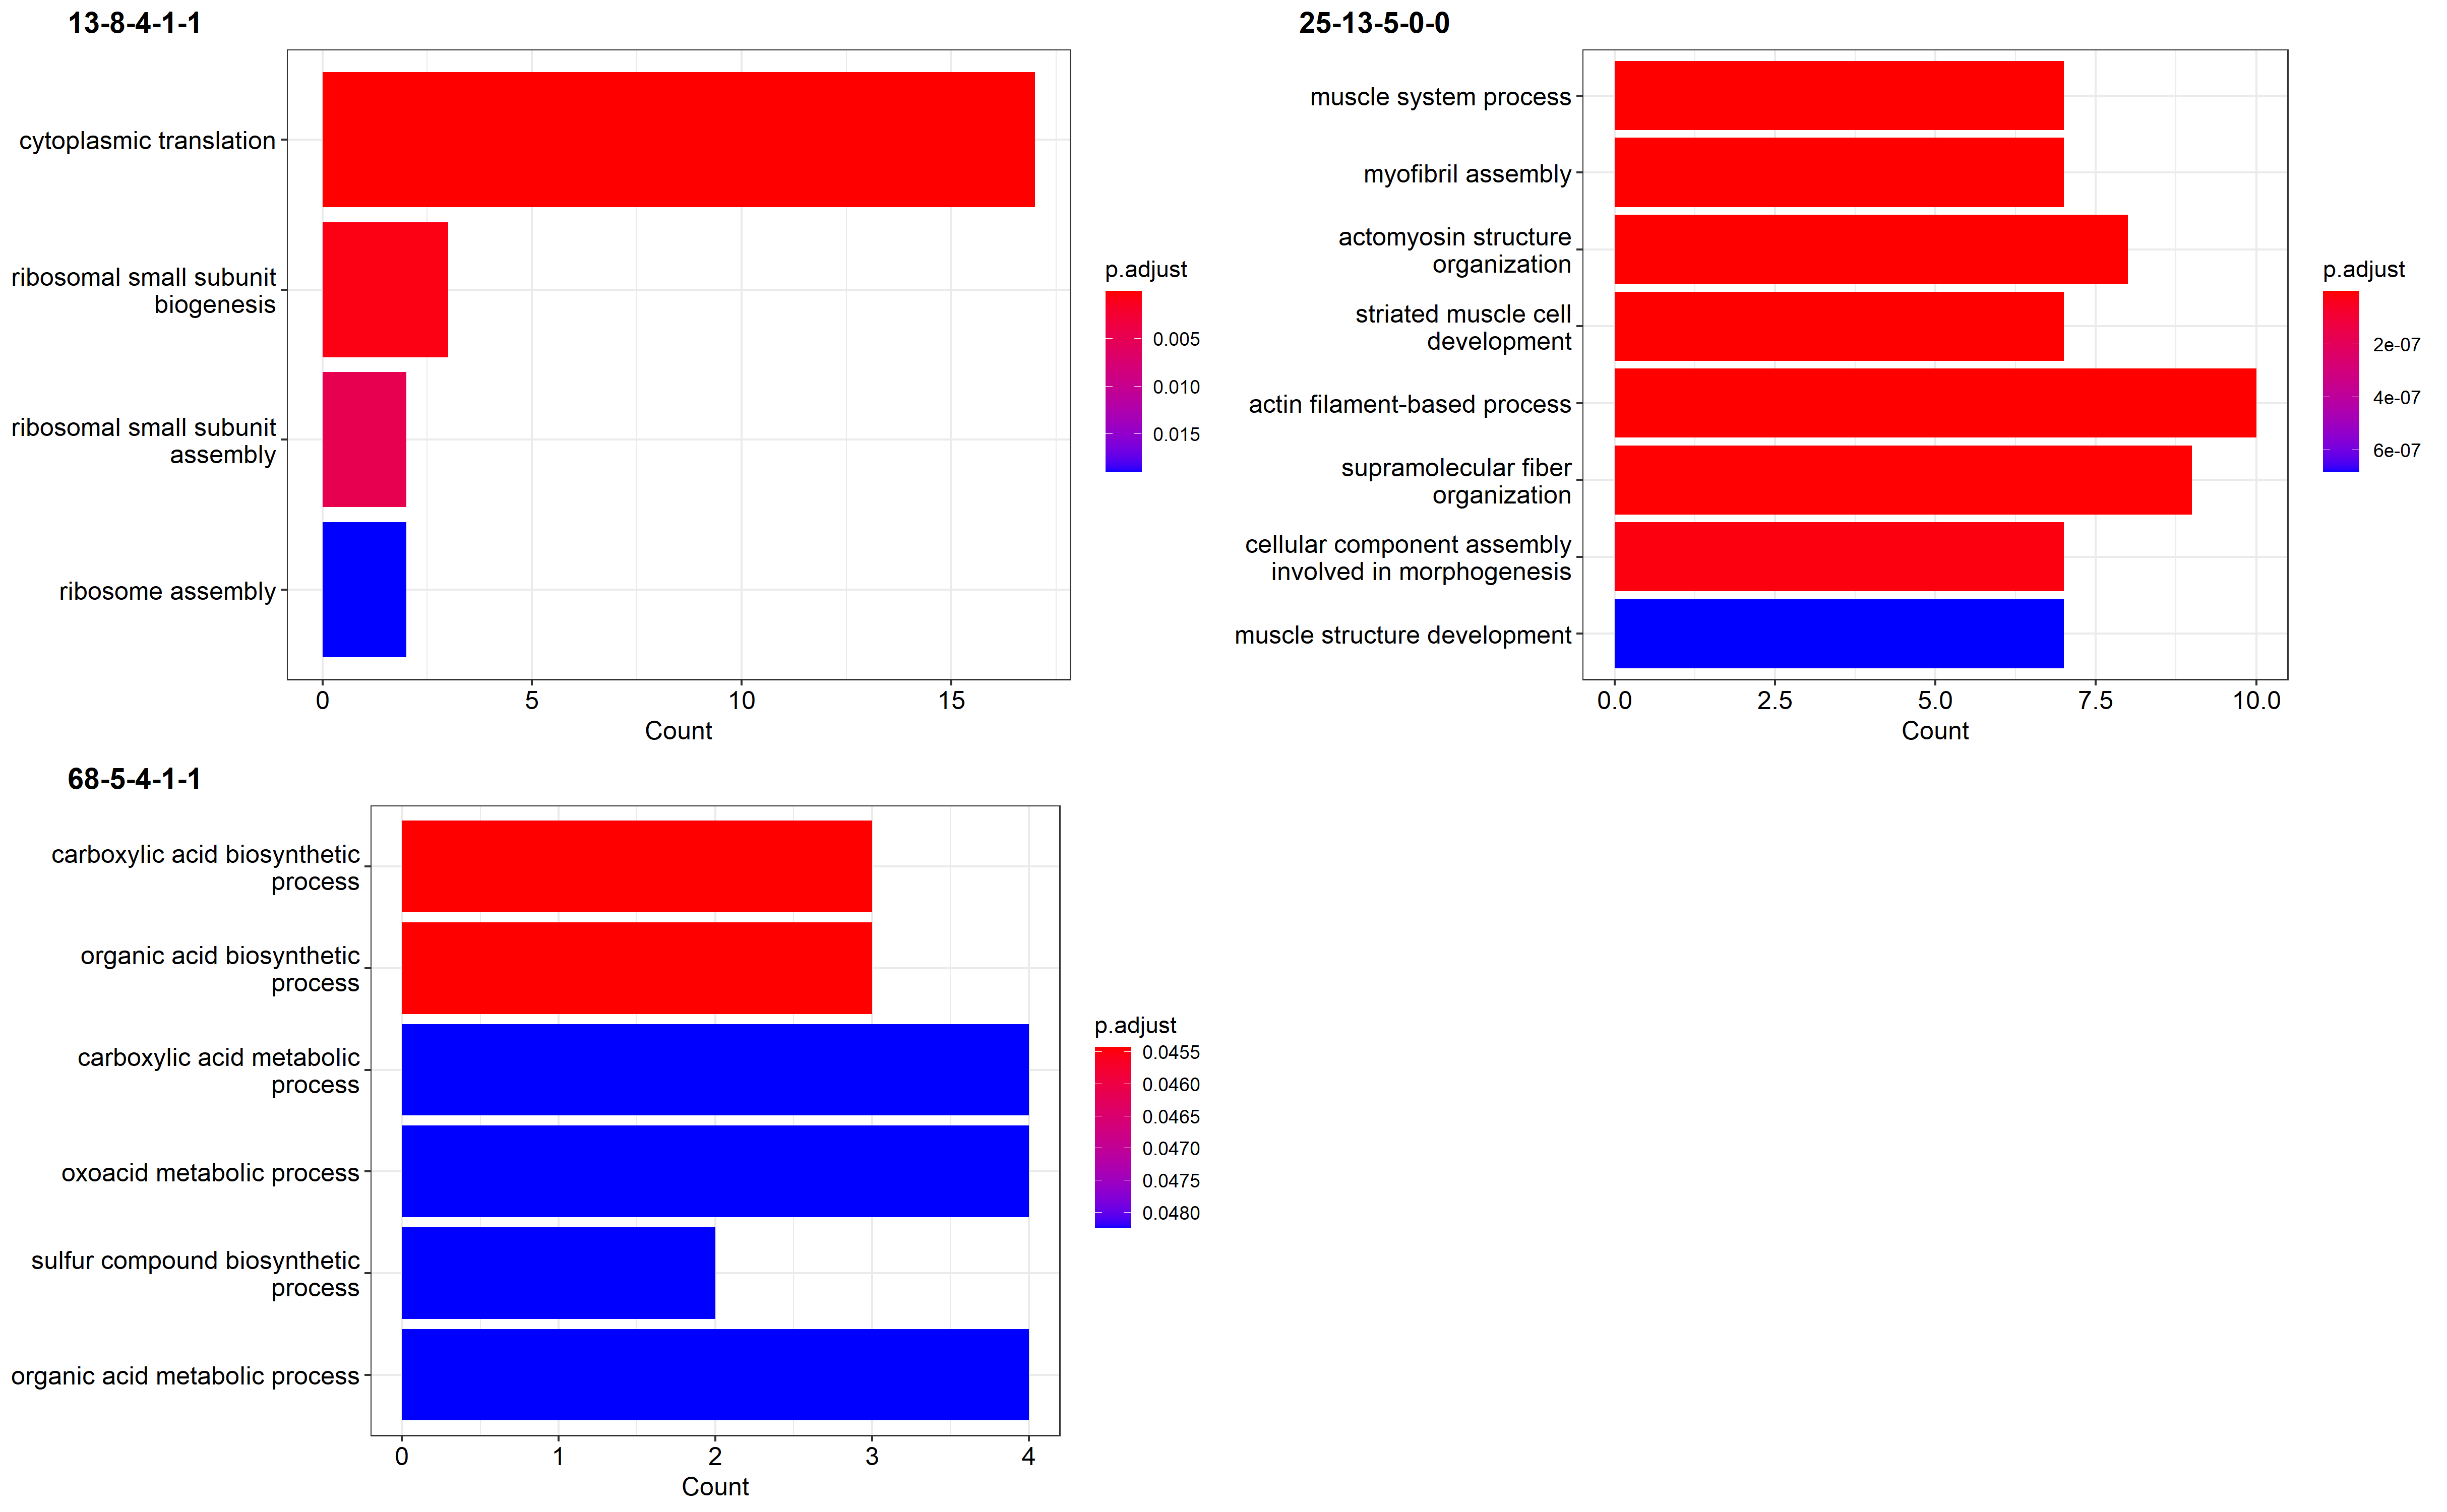 13-8-4-1-1
cytoplasmic translation
ribosomal small subunit
biogenesis
ribosomal small subunit
assembly
ribosome assembly
0
5
10
15
Count
p.adjust
0.005
0.010
0.015
25-13-5-0-0
muscle system process
myofibril assembly
actomyosin structure
organization
striated muscle cell
development
actin filament-based process
supramolecular fiber
organization
cellular component assembly
involved in morphogenesis
muscle structure development
0.0
2.5
5.0
7.5
10.0
Count
p.adjust
2e-07
4e-07
6e-07
68-5-4-1-1
carboxylic acid biosynthetic
process
organic acid biosynthetic
process
carboxylic acid metabolic
process
oxoacid metabolic process
sulfur compound biosynthetic
process
organic acid metabolic process
0
1
2
3
4
Count
p.adjust
0.0455
0.0460
0.0465
0.0470
0.0475
0.0480